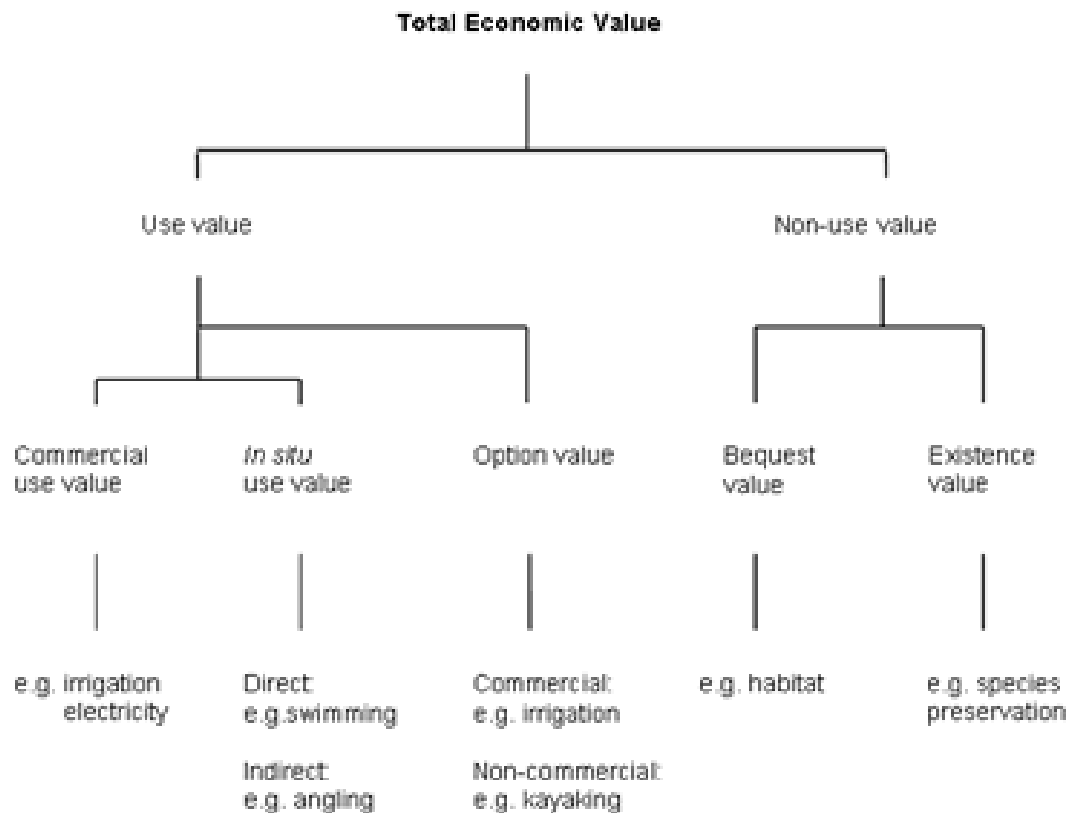 Total Economic Value
Use value
Non-use value
Commercial
use value
In situ
use value
Option value
Bequest
value
Existence
value
e.g. irrigation
electricity
Direct:
e.g.swimming
Indirect:
e.g. angling
Commercial:
e.g. irrigation
Non-commercial:
e.g. kayaking
e.g. habitat
e.g. species
preservation